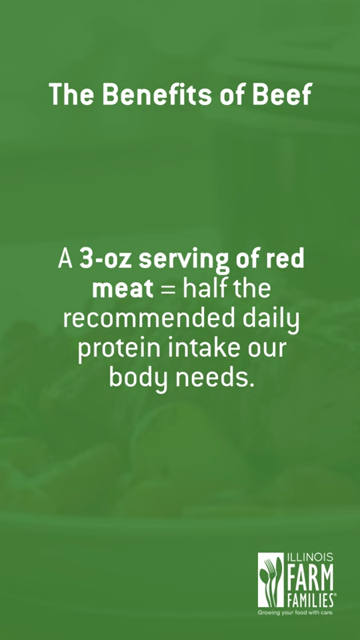 The Benefits of Beef
A 3-oz serving of red
meat = half the
recommended daily
protein intake our
body needs.
ILLINOIS
FARM
FAMILIES®
Growing your food with care.